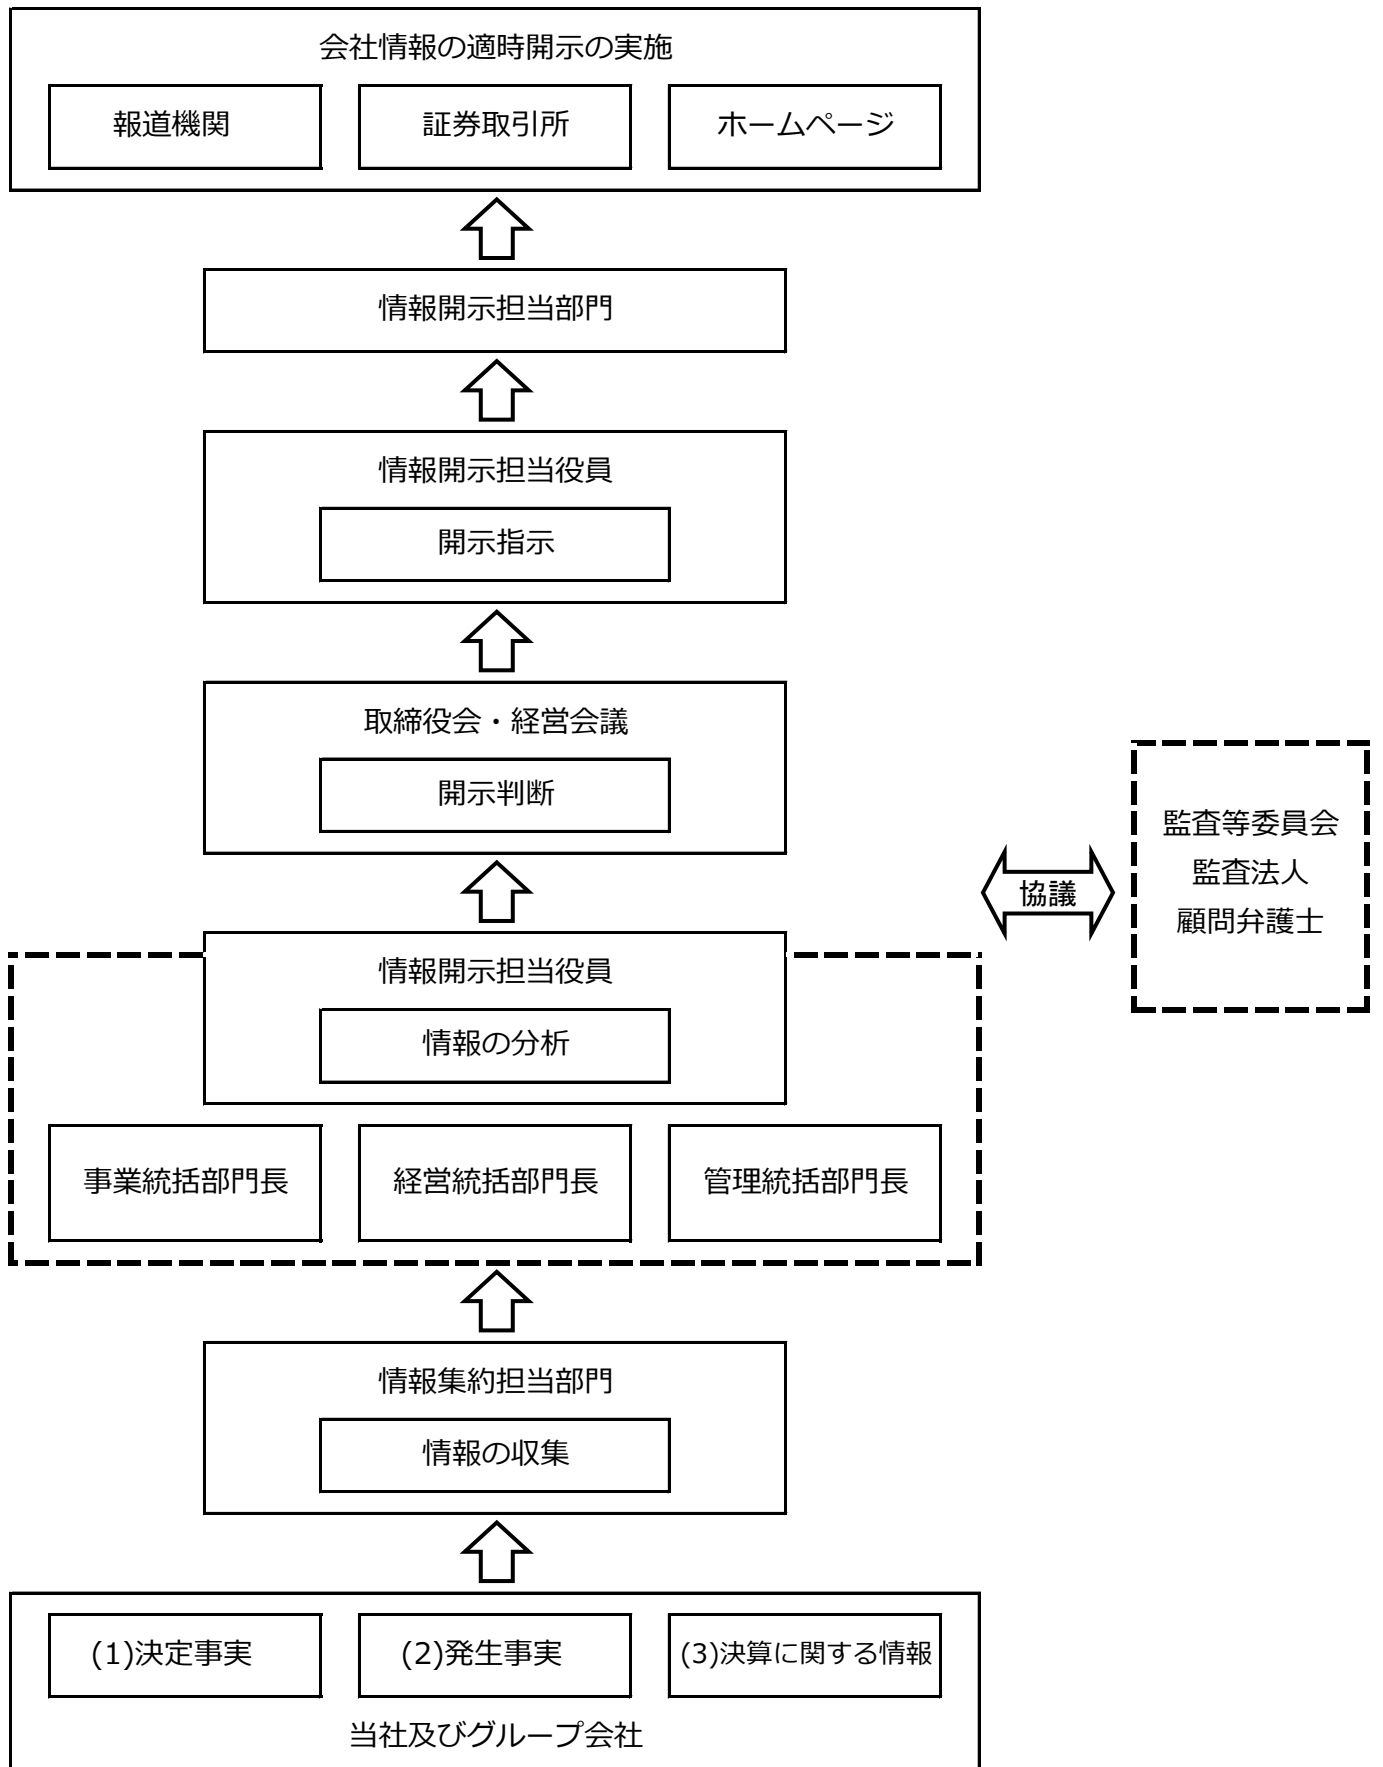 会社情報の適時開示の実施
報道機関
証券取引所
ホームページ
情報開示担当部門
情報開示担当役員
開示指示
取締役会・経営会議
開示判断
監査等委員会
監査法人
顧問弁護士
協議
情報開示担当役員
情報の分析
事業統括部門長
経営統括部門長
管理統括部門長
情報集約担当部門
情報の収集
(1)決定事実
(2)発生事実
(3)決算に関する情報
当社及びグループ会社